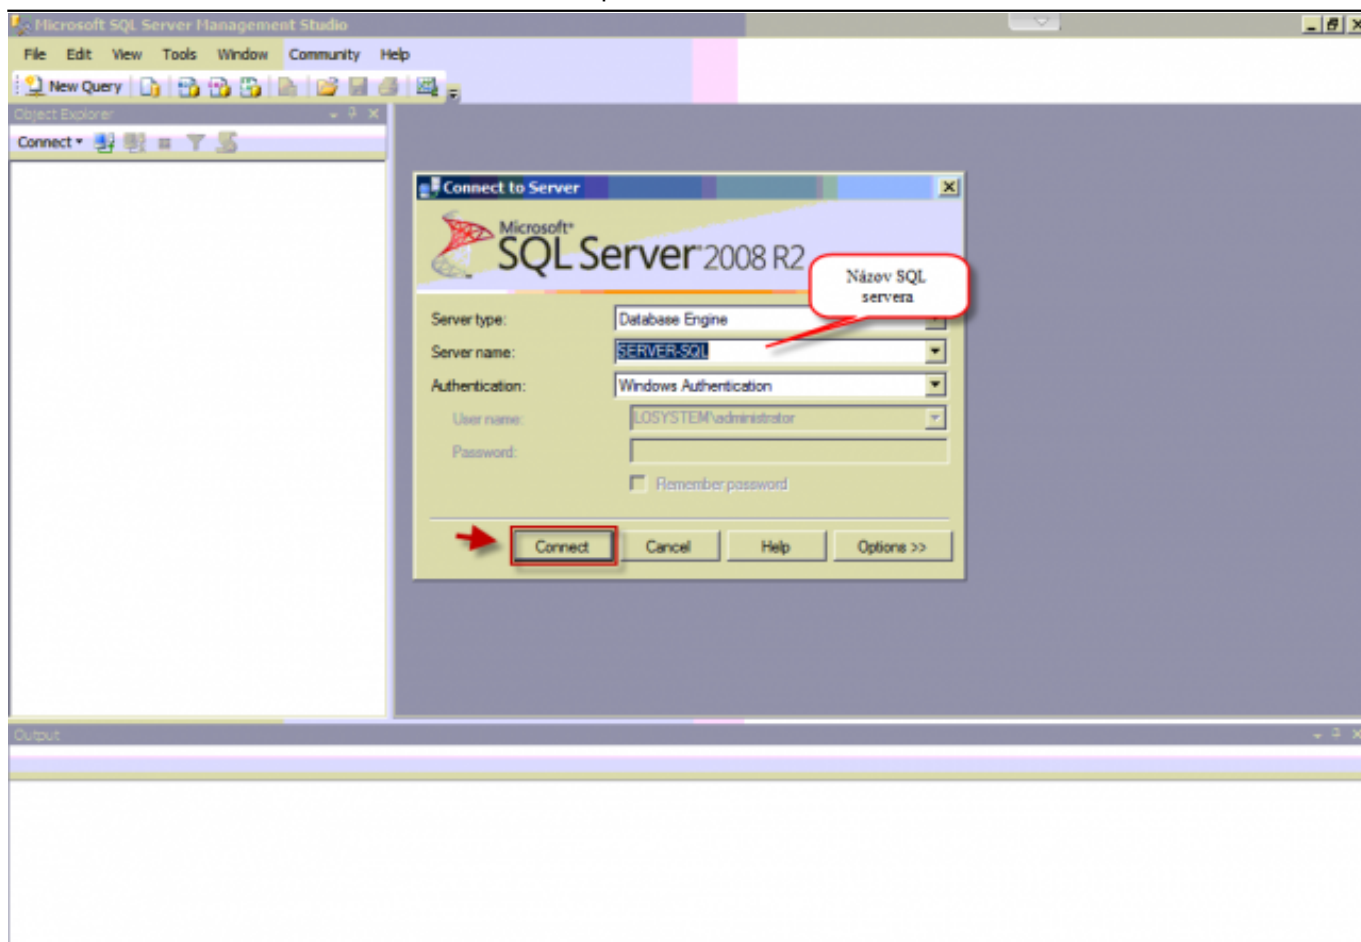 Microsoft SQL Server Management Studio
File Edit View Tools Window Community Help
New Query
Object Explorer
Connect
Connect to Server
Microsoft®
SQL Server® 2008 R2
Názov SQL
servera
Server type: Database Engine
Server name: SERVER-SQL
Authentication: Windows Authentication
User name: LOSYSTEM\administrator
Password:
Remember password
Connect Cancel Help Options >>
Output